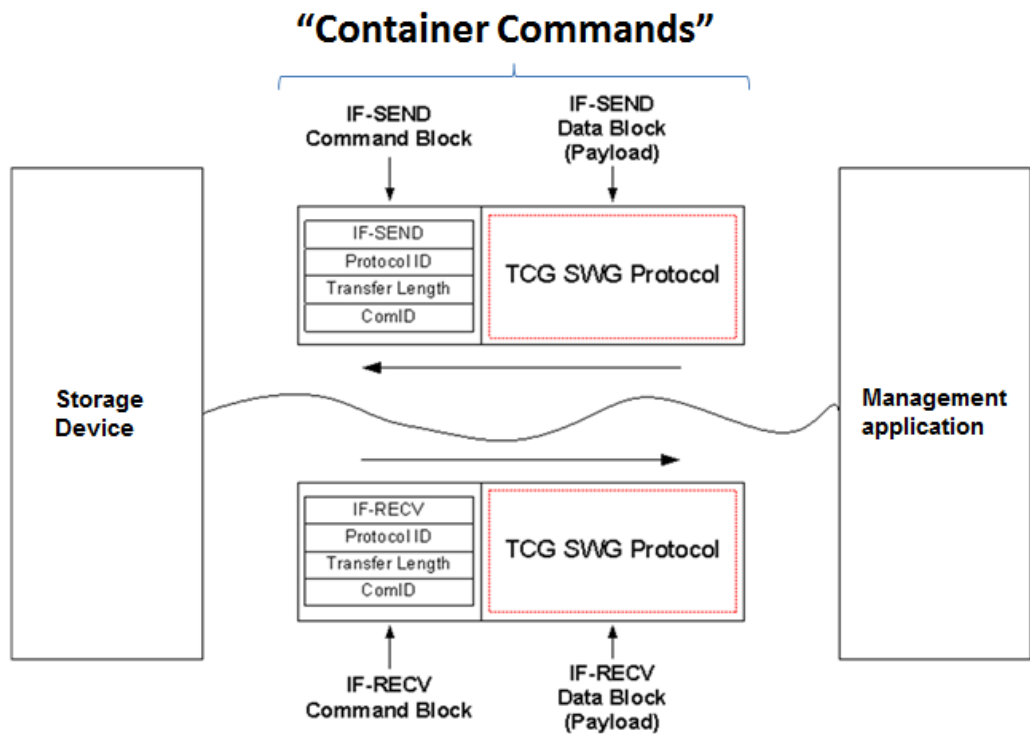 “Container Commands”
IF-SEND
Command Block
IF-SEND
Data Block
(Payload)
IF-SEND
Protocol ID
Transfer Length
ComID
TCG SWG Protocol
Storage
Device
Management
application
IF-RECV
Protocol ID
Transfer Length
ComID
TCG SWG Protocol
IF-RECV
Command Block
IF-RECV
Data Block
(Payload)